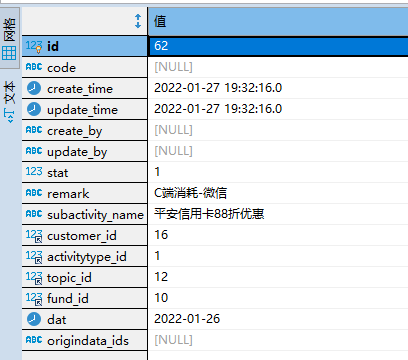 值
网格
文本
123 id 62
ABC code [NULL]
create_time 2022-01-27 19:32:16.0
update_time 2022-01-27 19:32:16.0
ABC create_by [NULL]
ABC update_by [NULL]
123 stat 1
ABC remark C端消耗-微信
ABC subactivity_name 平安信用卡88折优惠
123 customer_id 16
123 activitytype_id 1
123 topic_id 12
123 fund_id 10
dat 2022-01-26
ABC origindata_ids [NULL]